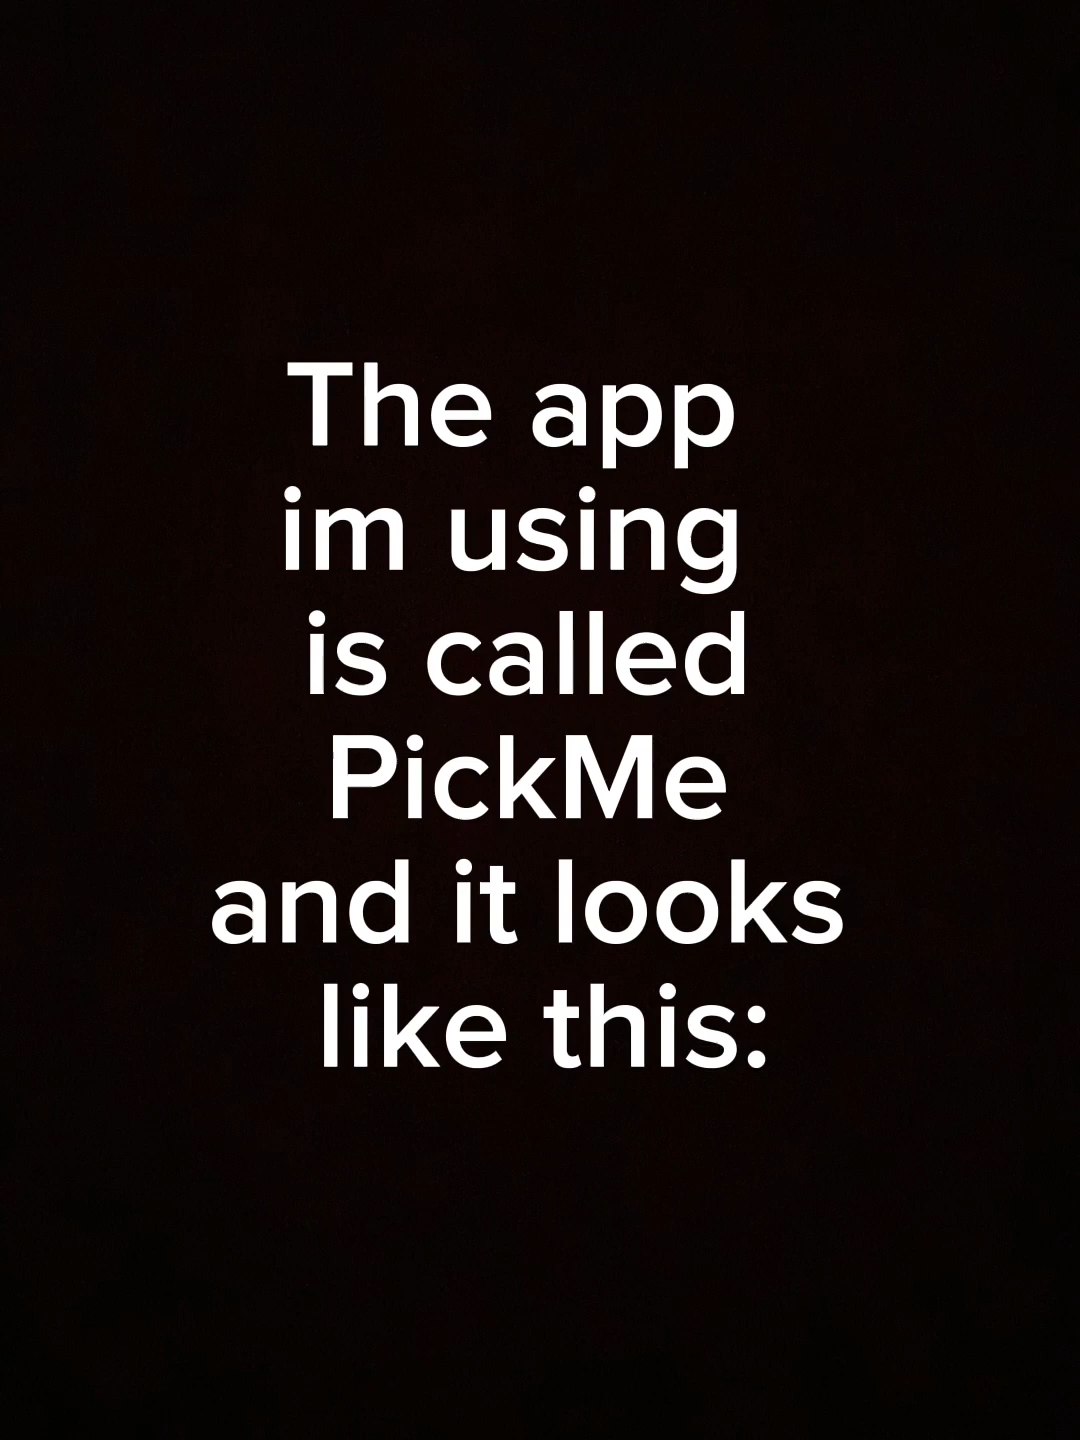 The app
im using
is called
PickMe
and it looks
like this: